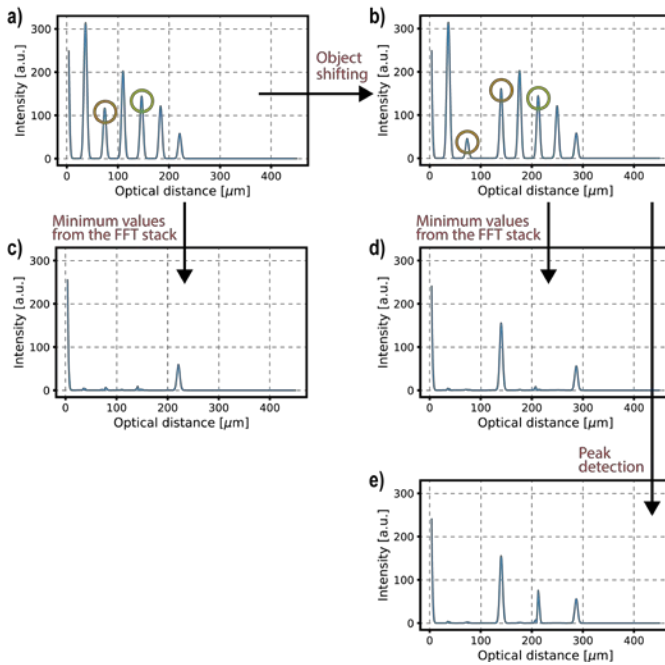 a)
b)
300
200
100
0
Intensity [a.u.]
0 100 200 300 400
Optical distance [μm]
Object
shifting
300
200
100
0
Intensity [a.u.]
0 100 200 300 400
Optical distance [μm]
Minimum values
from the FFT stack
Minimum values
from the FFT stack
c)
d)
300
200
100
0
Intensity [a.u.]
0 100 200 300 400
Optical distance [μm]
300
200
100
0
Intensity [a.u.]
0 100 200 300 400
Optical distance [μm]
Peak
detection
e)
300
200
100
0
Intensity [a.u.]
0 100 200 300 400
Optical distance [μm]